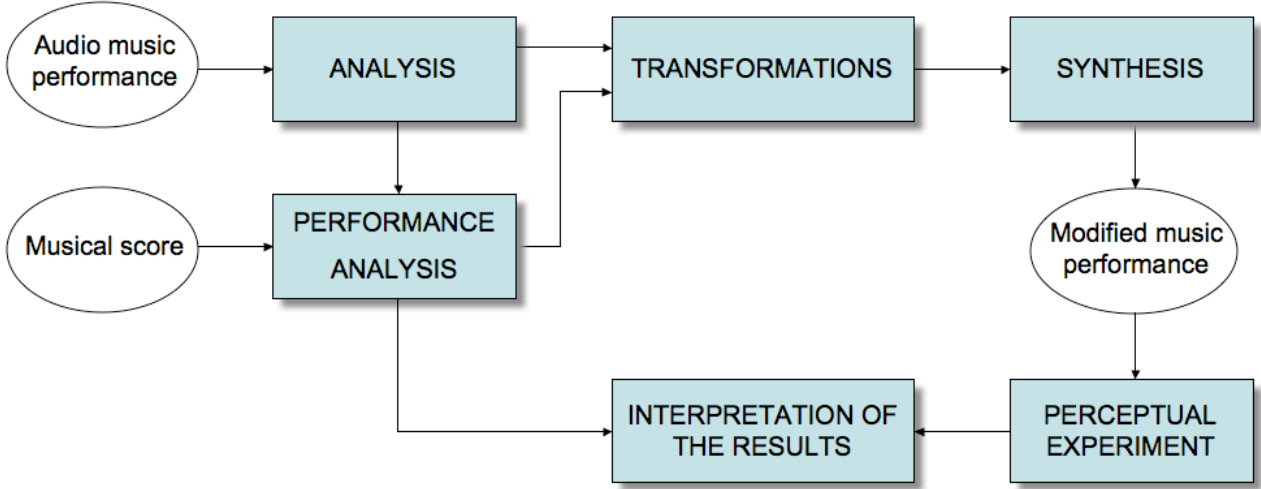 Audio music
performance
ANALYSIS
TRANSFORMATIONS
SYNTHESIS
Musical score
PERFORMANCE
ANALYSIS
Modified music
performance
INTERPRETATION OF
THE RESULTS
PERCEPTUAL
EXPERIMENT